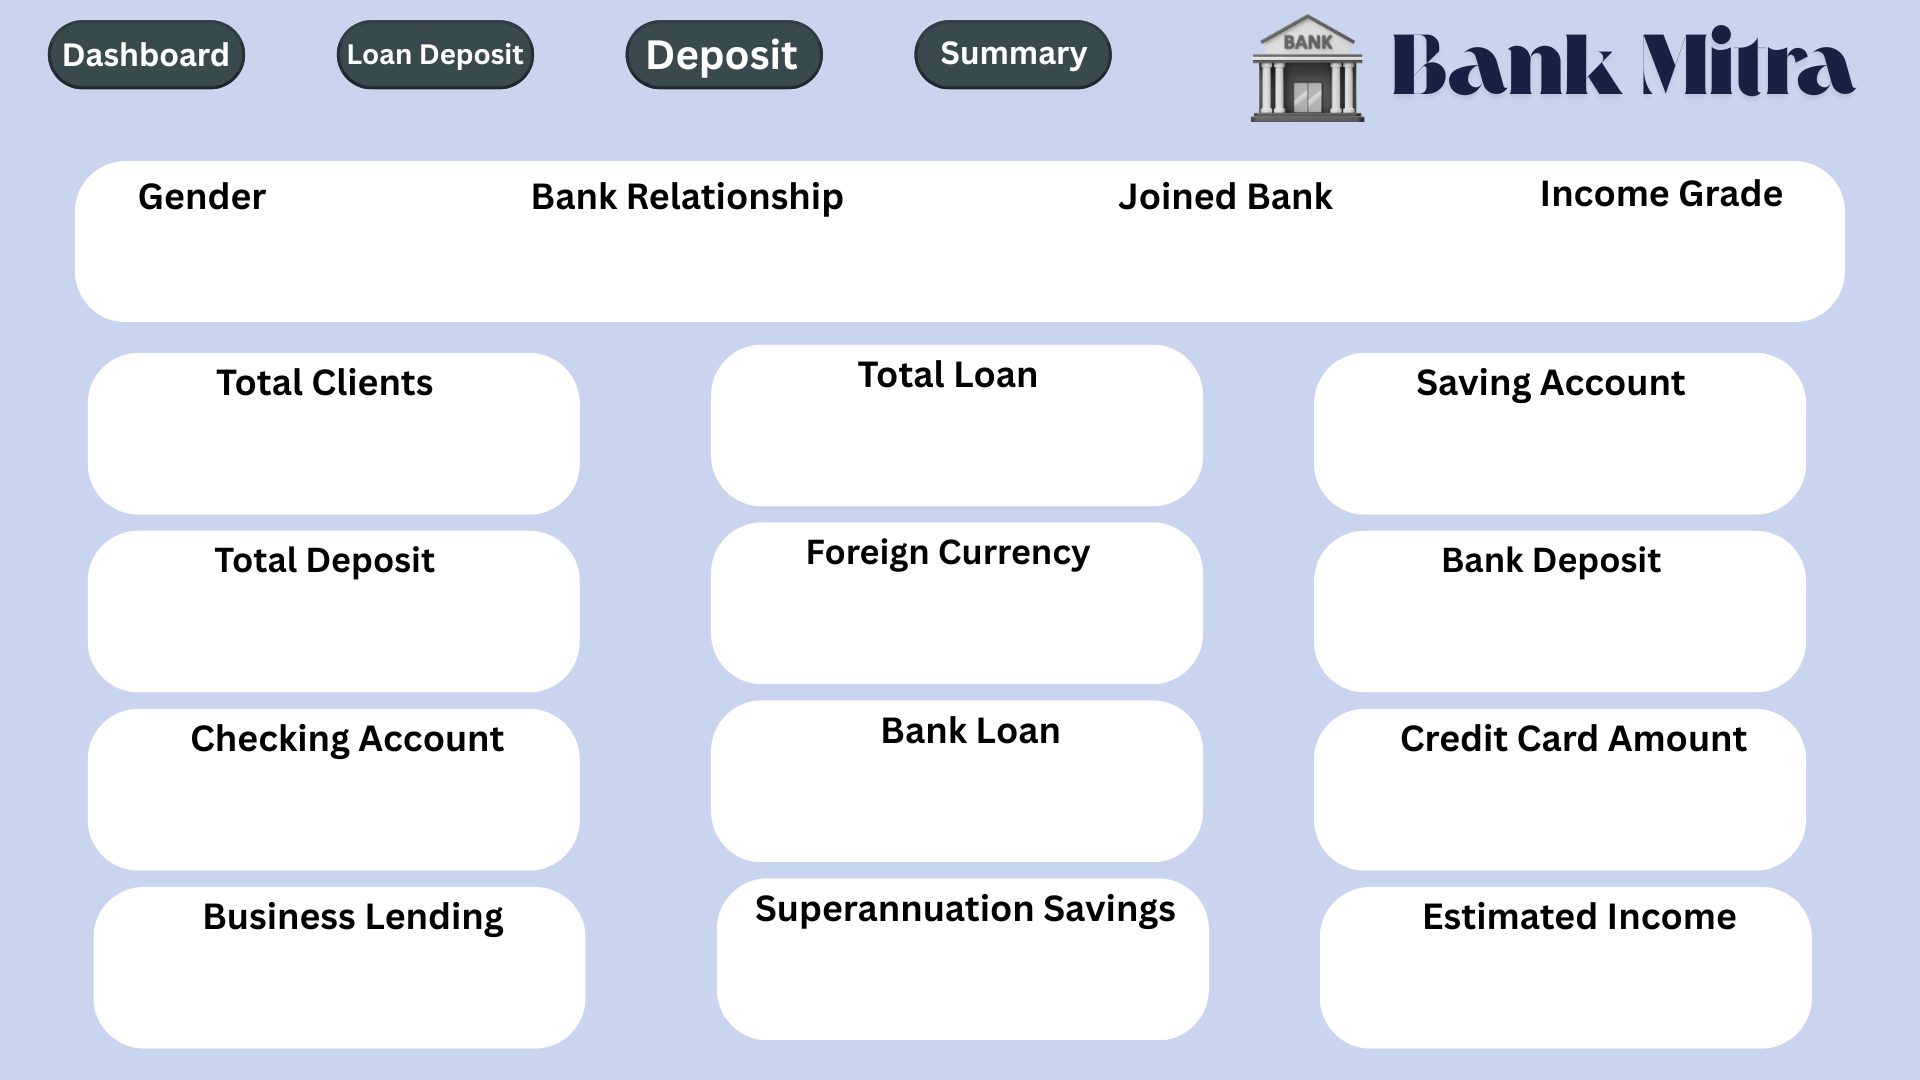 Dashboard
Loan Deposit
Deposit
Summary
BANK
Bank Mitra
Gender
Bank Relationship
Joined Bank
Income Grade
Total Clients
Total Loan
Saving Account
Total Deposit
Foreign Currency
Bank Deposit
Checking Account
Bank Loan
Credit Card Amount
Business Lending
Superannuation Savings
Estimated Income